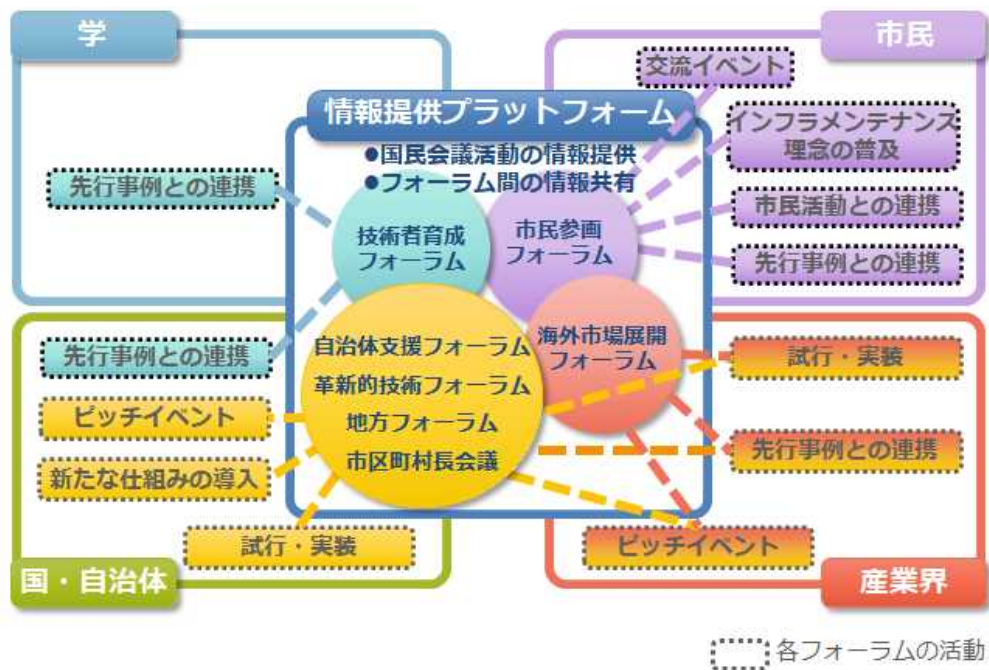 学
市民
交流イベント
情報提供プラットフォーム
●国民会議活動の情報提供
●フォーラム間の情報共有
インフラメンテナンス
理念の普及
先行事例との連携
市民活動との連携
技術者育成
フォーラム
市民参画
フォーラム
先行事例との連携
先行事例との連携
自治体支援フォーラム
革新的技術フォーラム
地方フォーラム
市区町村長会議
海外市場展開
フォーラム
試行・実装
ピッチイベント
先行事例との連携
新たな仕組みの導入
試行・実装
ピッチイベント
国・自治体
産業界
各フォーラムの活動